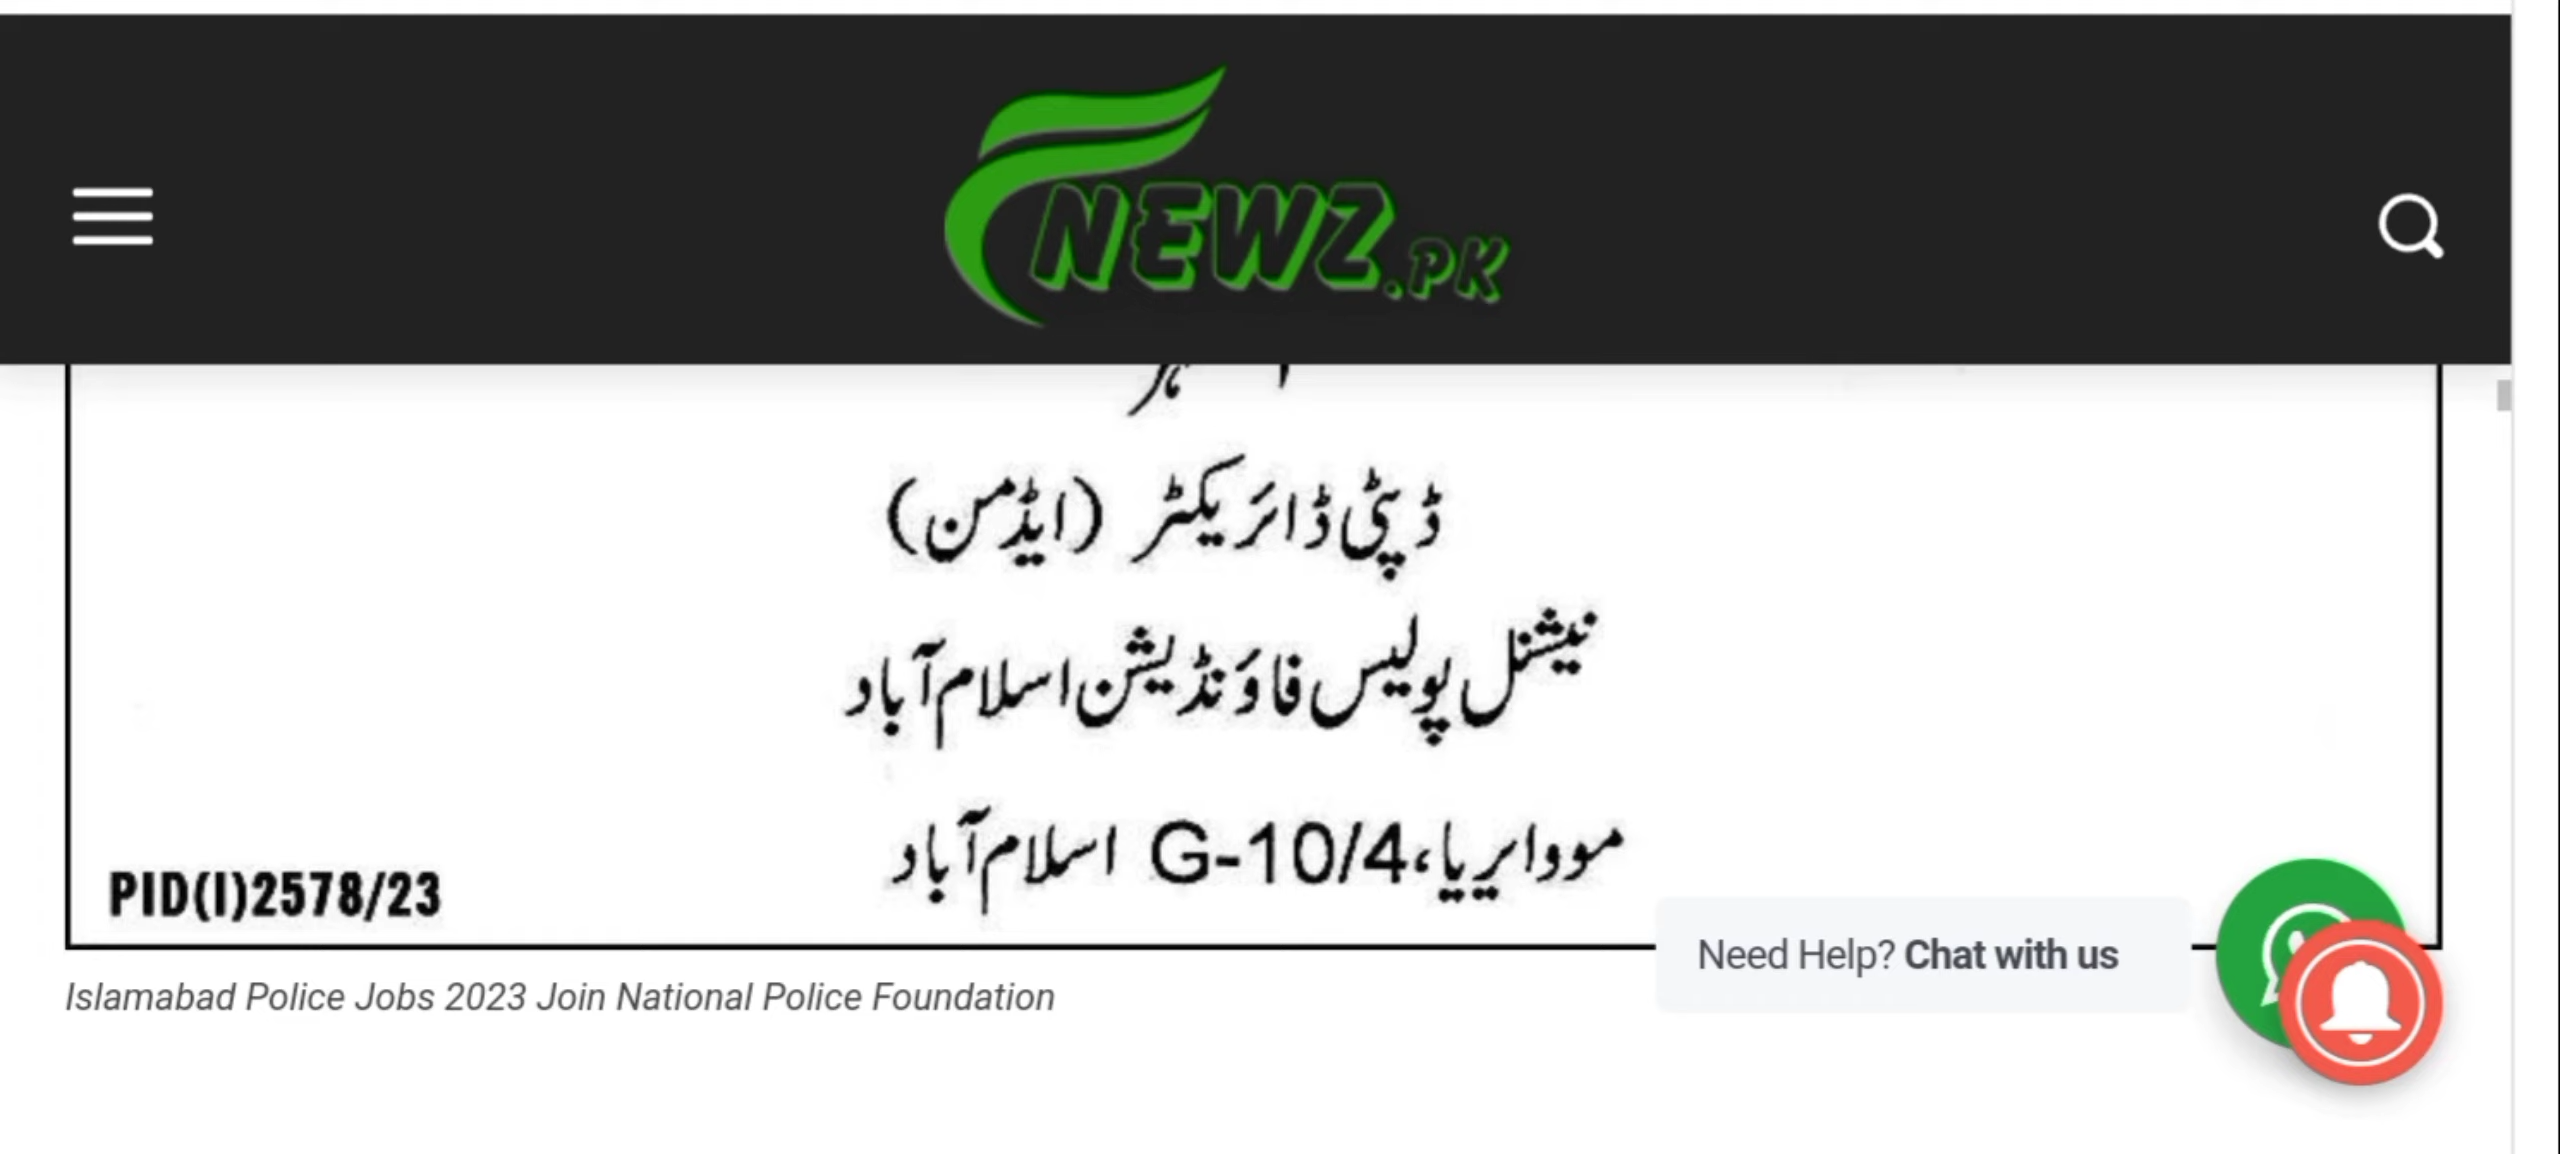 NEWZ.PK
ڈپٹی ڈائریکٹر (ایڈمن)
نیشنل پولیس فاؤنڈیشن اسلام آباد
موو ایریا، G-10/4 اسلام آباد
PID(I)2578/23
Need Help? Chat with us
Islamabad Police Jobs 2023 Join National Police Foundation